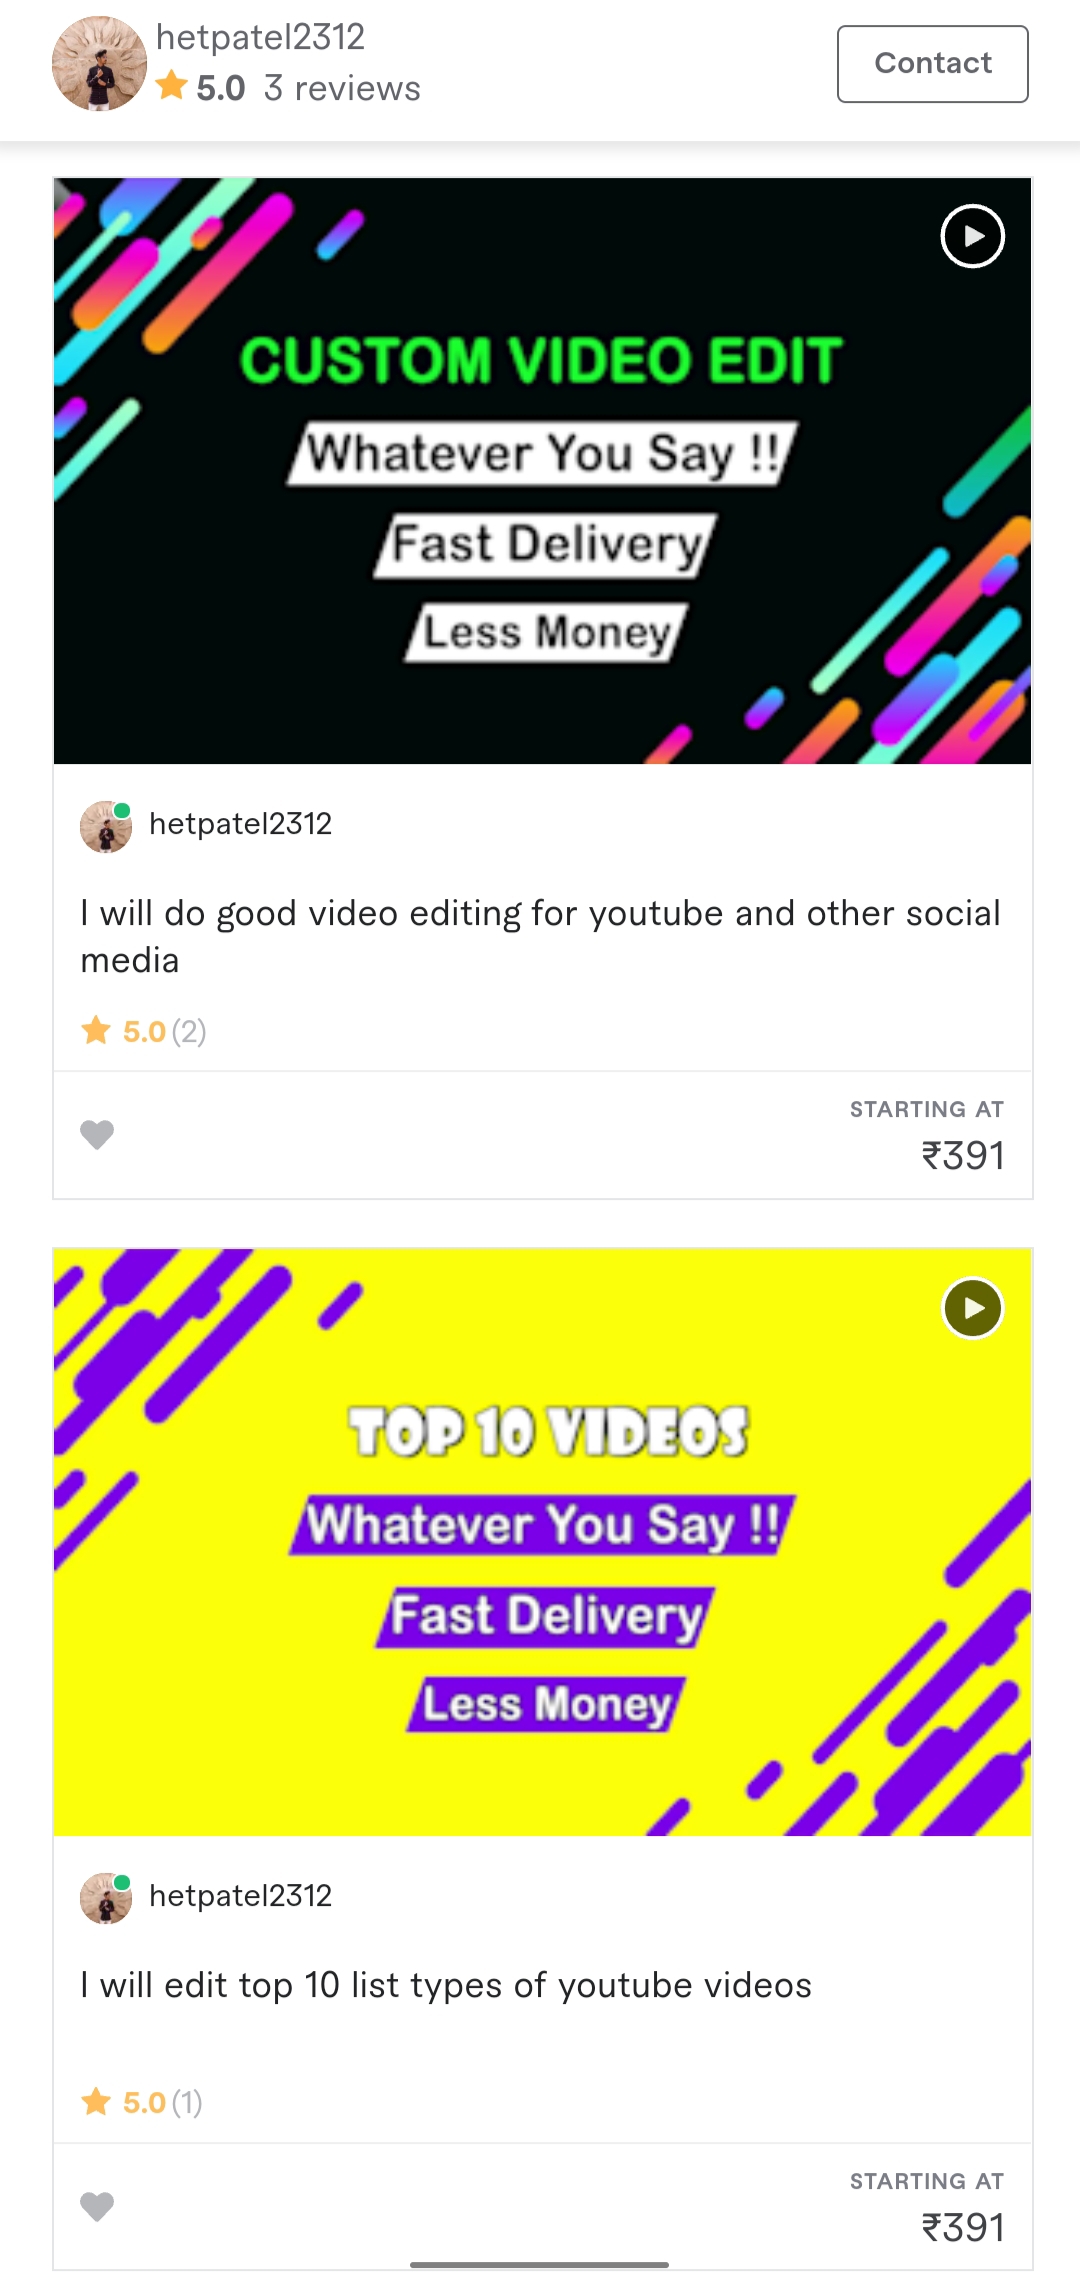 hetpatel2312
5.0 3 reviews
Contact
CUSTOM VIDEO EDIT
Whatever You Say !!
Fast Delivery
Less Money
hetpatel2312
I will do good video editing for youtube and other social
media
5.0 (2)
STARTING AT
₹391
TOP 10 VIDEOS
Whatever You Say !!
Fast Delivery
Less Money
hetpatel2312
I will edit top 10 list types of youtube videos
5.0 (1)
STARTING AT
₹391